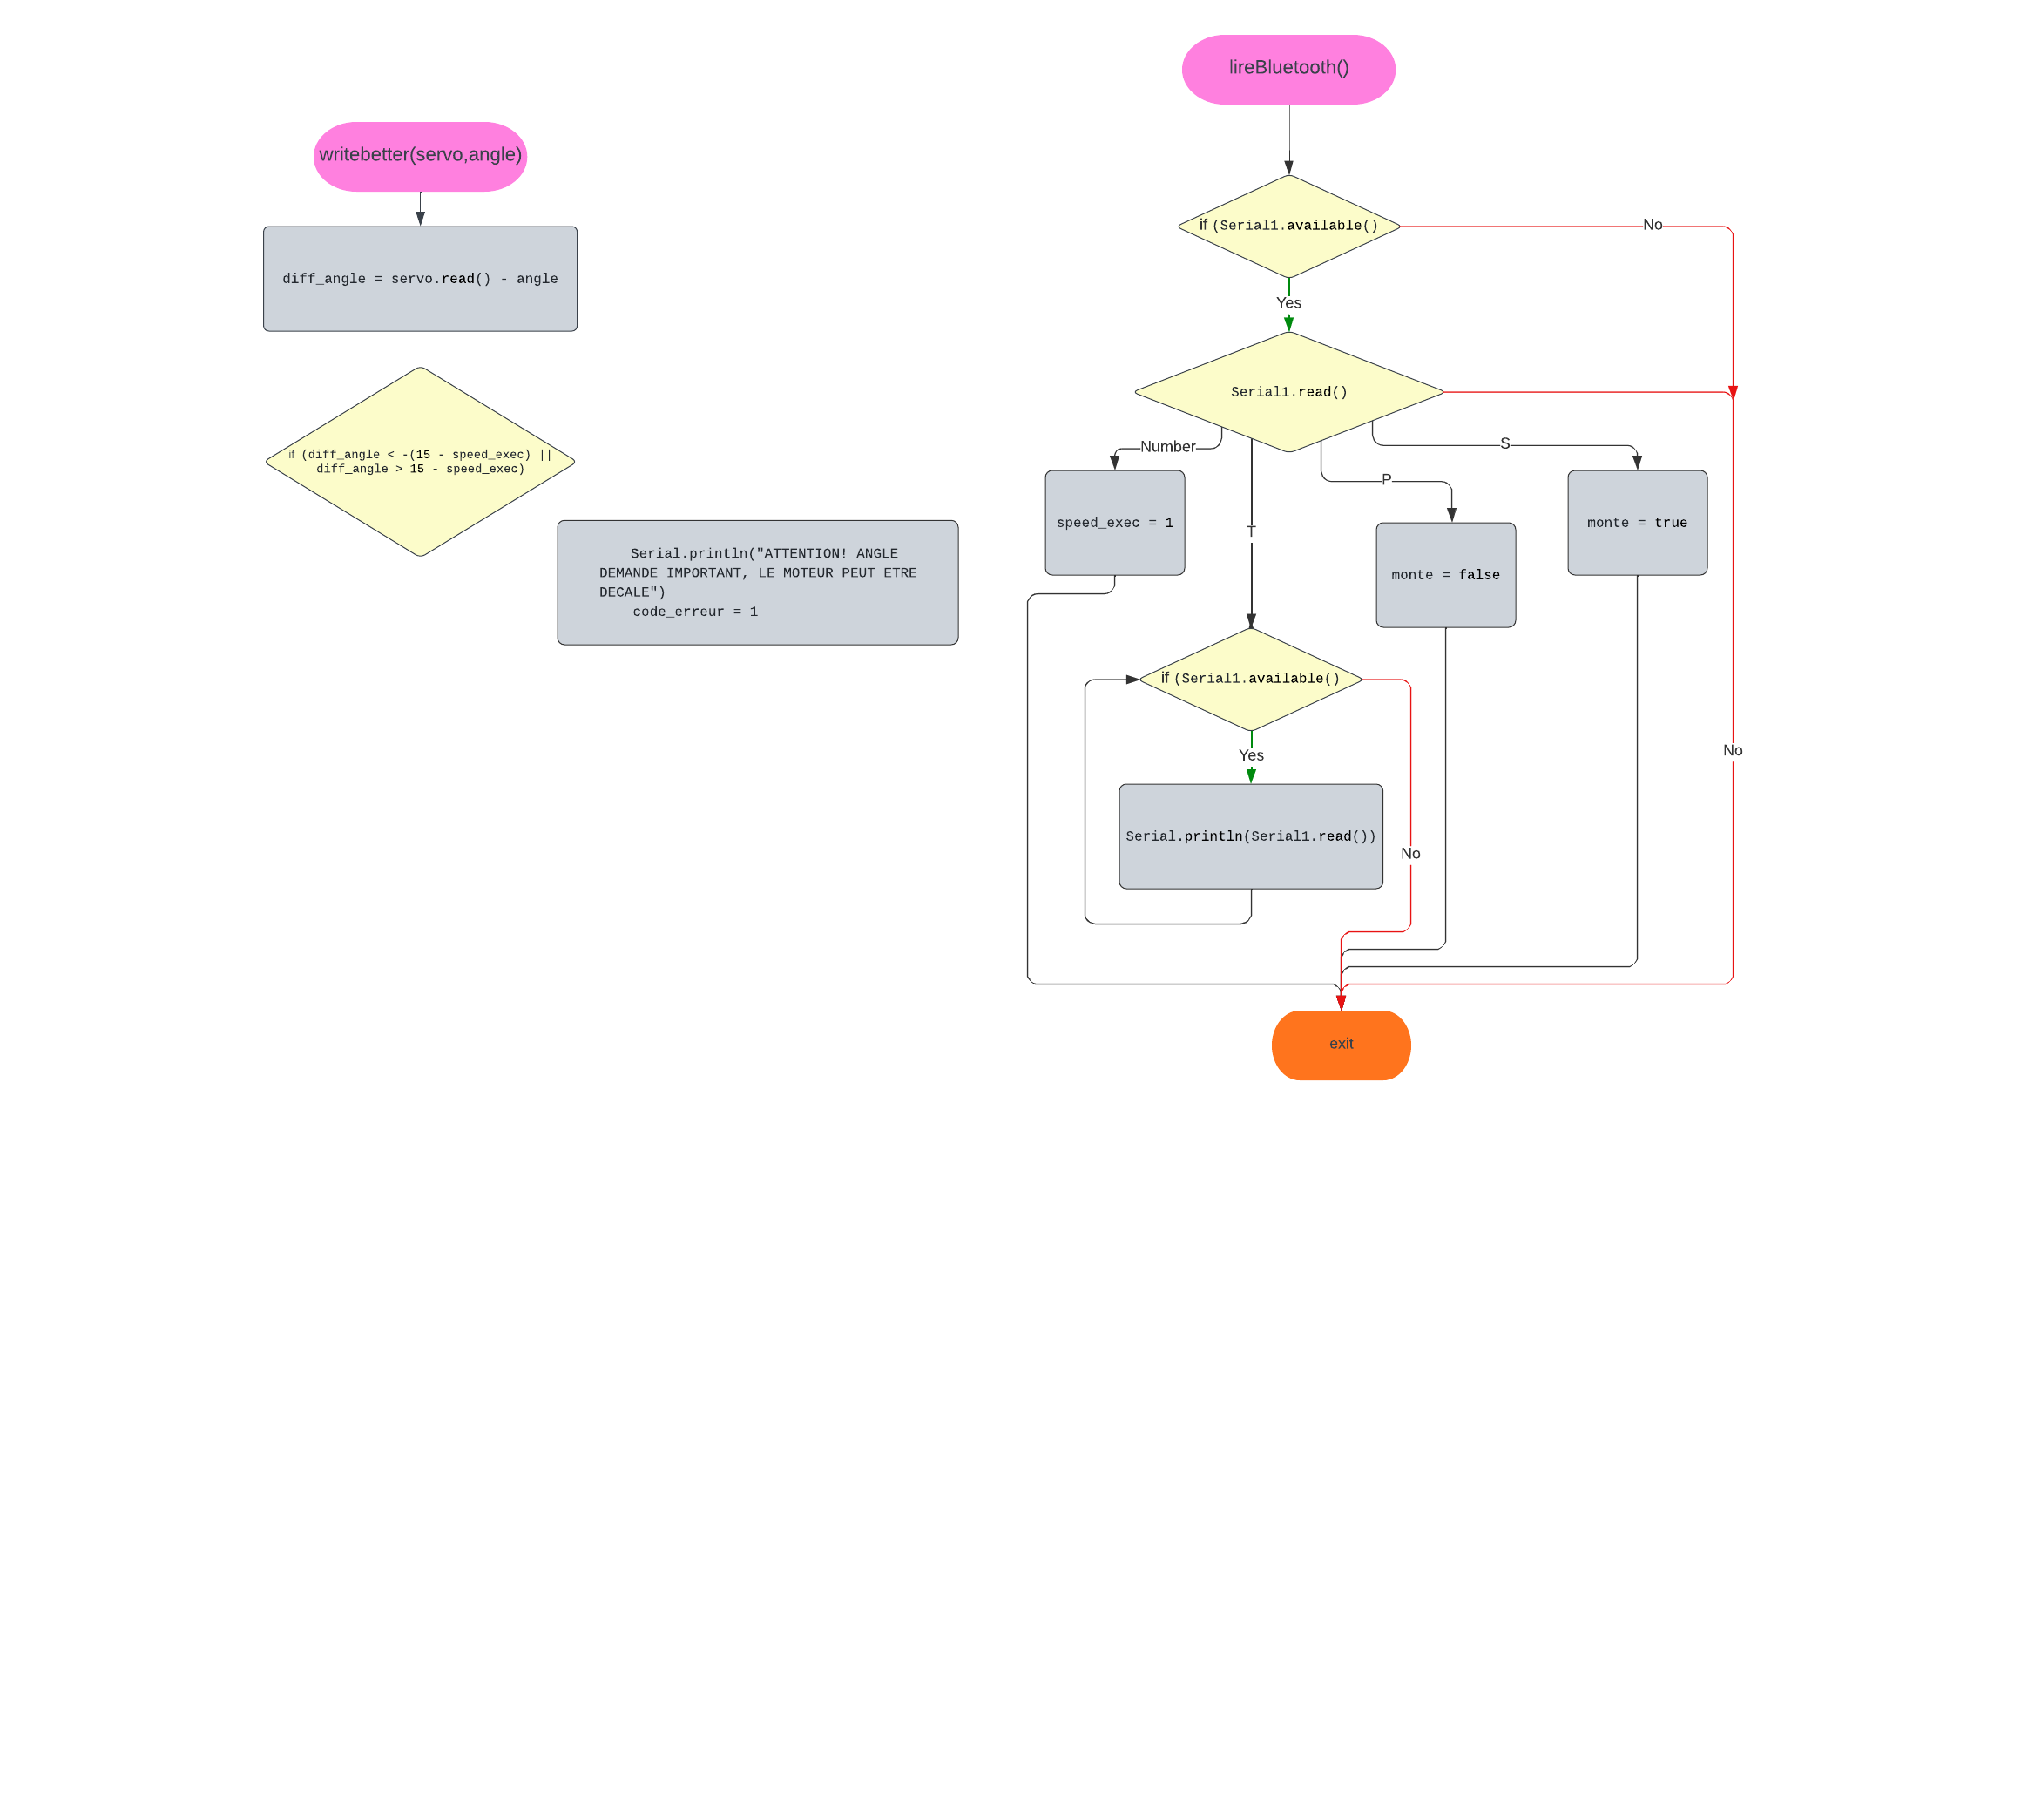 writebetter(servo,angle)
diff_angle = servo.read() - angle
if (diff_angle < -(15 - speed_exec) ||
diff_angle > 15 - speed_exec)
Serial.println("ATTENTION! ANGLE
DEMANDE IMPORTANT, LE MOTEUR PEUT ETRE
DECALE")
code_erreur = 1
lireBluetooth()
if (Serial1.available()
No
Yes
Serial1.read()
Number
S
P
T
speed_exec = 1
monte = true
monte = false
if (Serial1.available()
Yes
No
Serial.println(Serial1.read())
No
exit